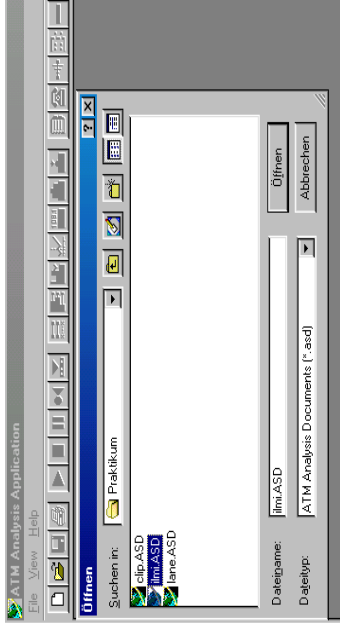 ATM Analysis Application
File View Help
Öffnen
Suchen in: Praktikum
clip.ASD
ilmi.ASD
lane.ASD
Dateiname: ilmi.ASD Öffnen
Dateityp: ATM Analysis Documents (*.asd) Abbrechen